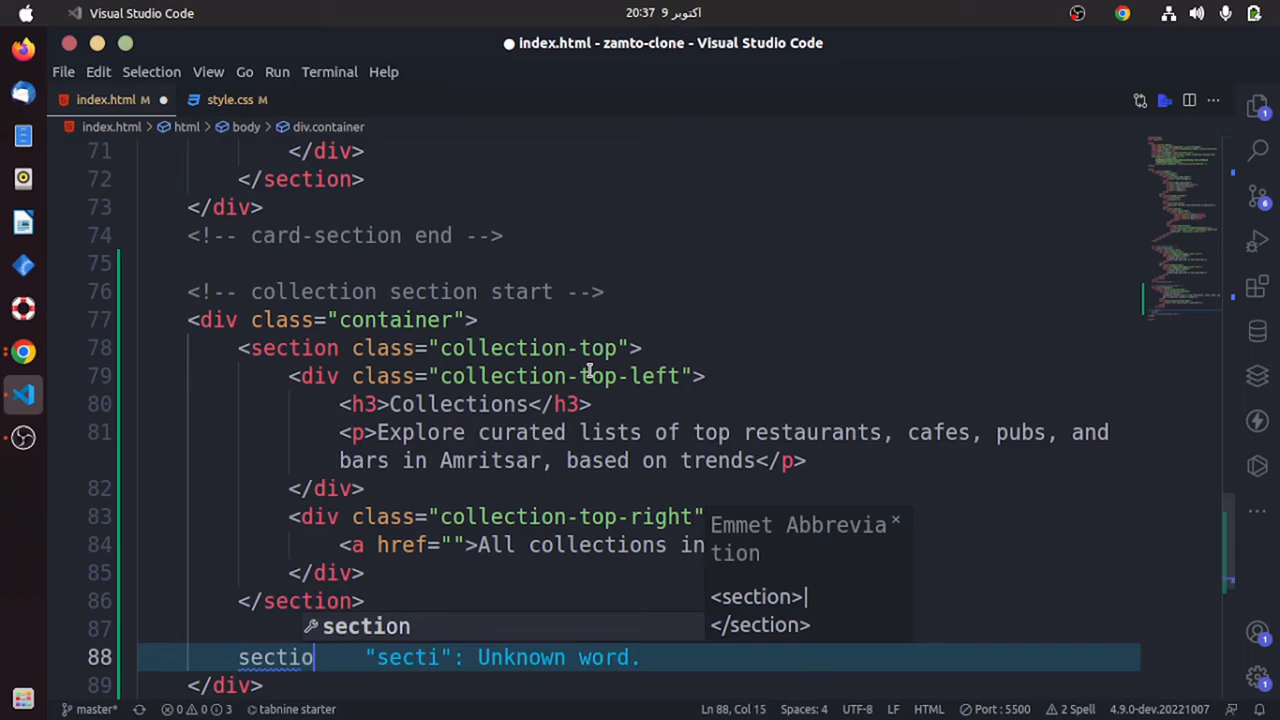 Visual Studio Code
اکتوبر 9 20:37
index.html - zamto-clone - Visual Studio Code
File Edit Selection View Go Run Terminal Help
index.html M style.css M
index.html > html > body > div.container
71 </div>
72 </section>
73 </div>
74 <!-- card-section end -->
75
76 <!-- collection section start -->
77 <div class="container">
78 <section class="collection-top">
79 <div class="collection-top-left">
80 <h3>Collections</h3>
81 <p>Explore curated lists of top restaurants, cafes, pubs, and
bars in Amritsar, based on trends</p>
82 </div>
83 <div class="collection-top-right"
84 <a href="">All collections in
85 </div>
86 </section>
87
Emmet Abbrevia
tion
<section>|
</section>
section
88 sectio "secti": Unknown word.
89 </div>
master* 0 0 3 tabnine starter Ln 88, Col 15 Spaces: 4 UTF-8 LF HTML Port : 5500 2 Spell 4.9.0-dev.20221007